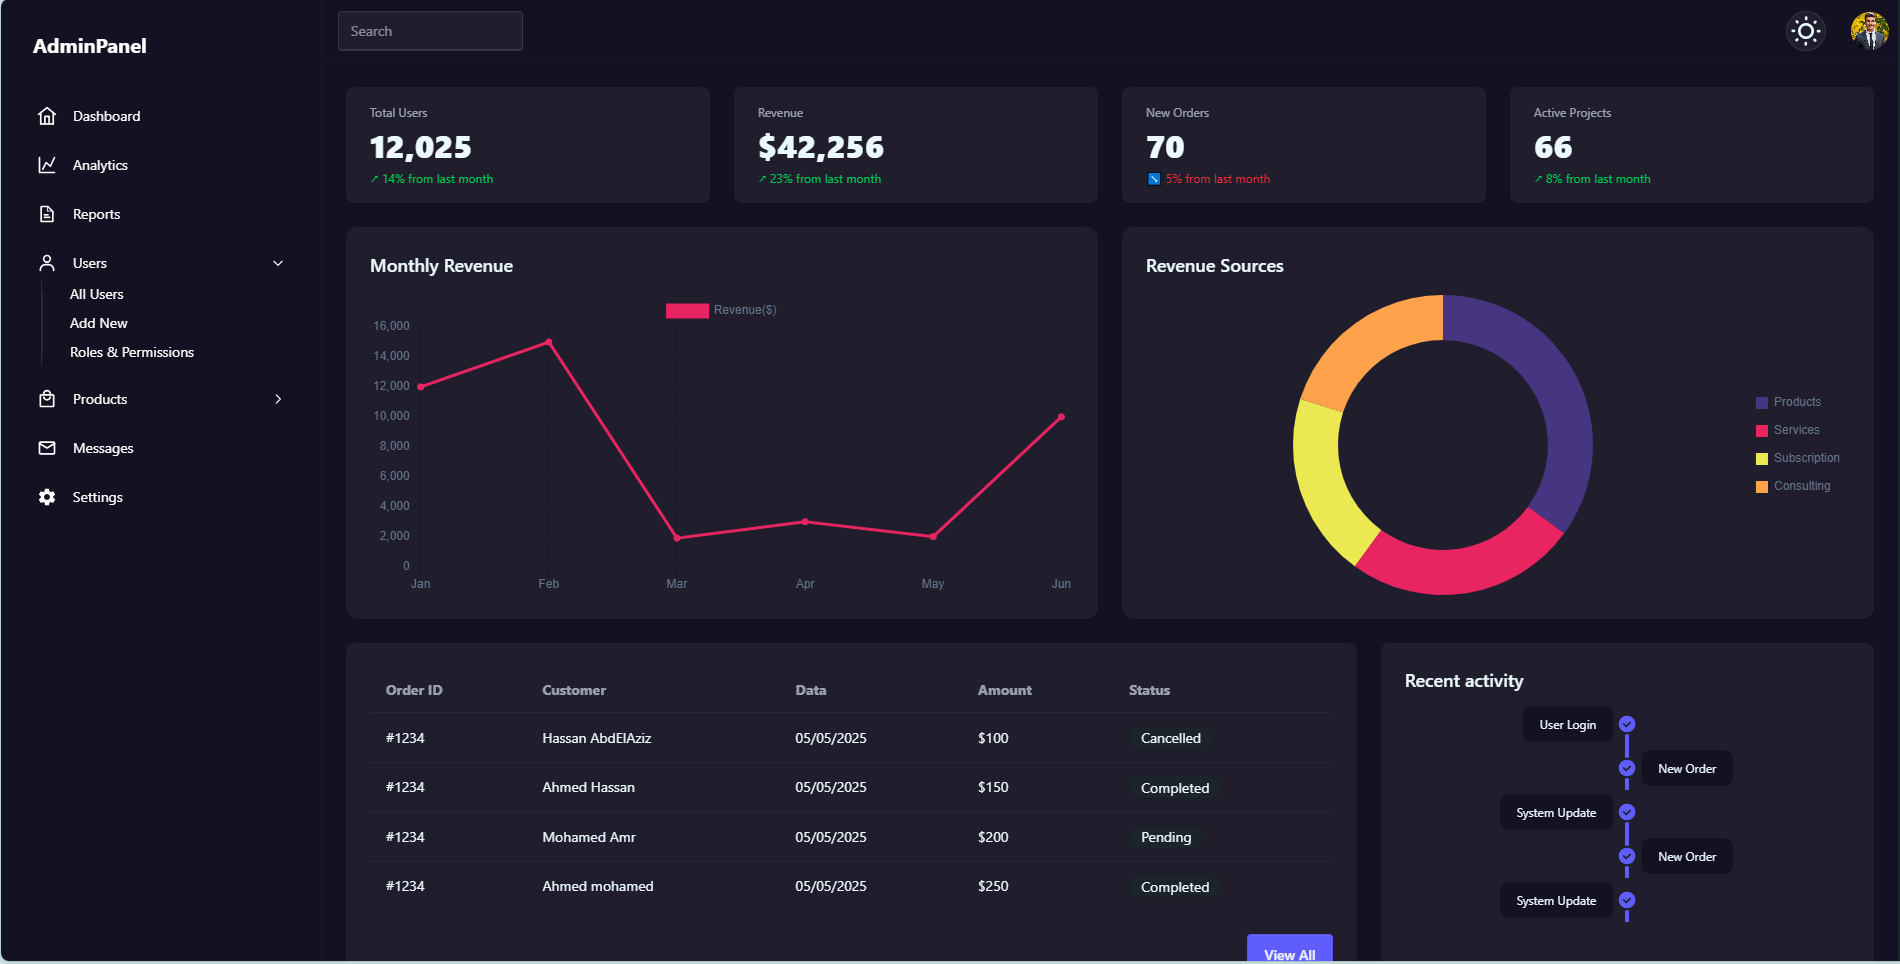 AdminPanel
Search
Dashboard
Analytics
Reports
Users
All Users
Add New
Roles & Permissions
Products
Messages
Settings
Total Users
12,025
↗ 14% from last month
Revenue
$42,256
↗ 23% from last month
New Orders
70
↘ 5% from last month
Active Projects
66
↗ 8% from last month
Monthly Revenue
Revenue($)
16,000
14,000
12,000
10,000
8,000
6,000
4,000
2,000
0
Jan Feb Mar Apr May Jun
Revenue Sources
Products
Services
Subscription
Consulting
Order ID Customer Data Amount Status
#1234 Hassan AbdElAziz 05/05/2025 $100 Cancelled
#1234 Ahmed Hassan 05/05/2025 $150 Completed
#1234 Mohamed Amr 05/05/2025 $200 Pending
#1234 Ahmed mohamed 05/05/2025 $250 Completed
View All
Recent activity
User Login
New Order
System Update
New Order
System Update